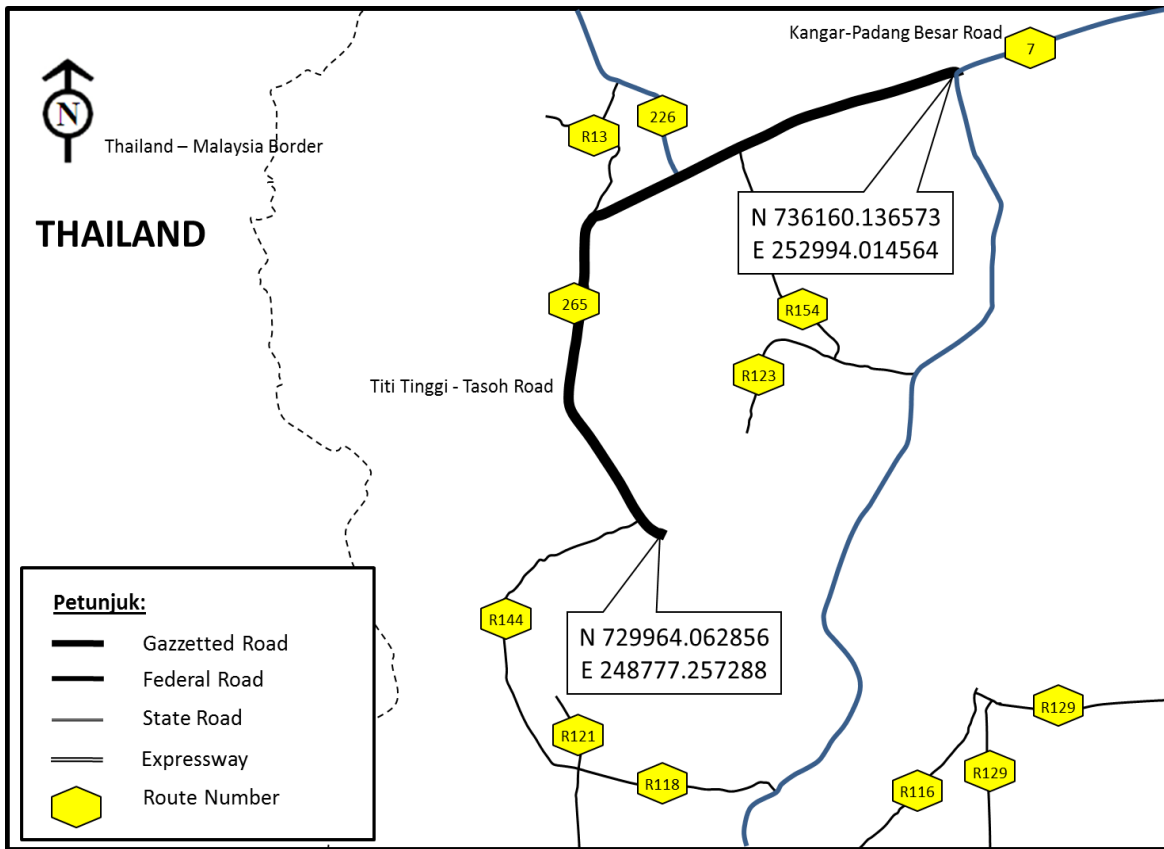 Kangar-Padang Besar Road
7
N
Thailand – Malaysia Border
226
R13
THAILAND
N 736160.136573
E 252994.014564
265
R154
R123
Titi Tinggi - Tasoh Road
Petunjuk:
Gazzetted Road
Federal Road
State Road
Expressway
Route Number
R144
N 729964.062856
E 248777.257288
R121
R118
R129
R129
R116